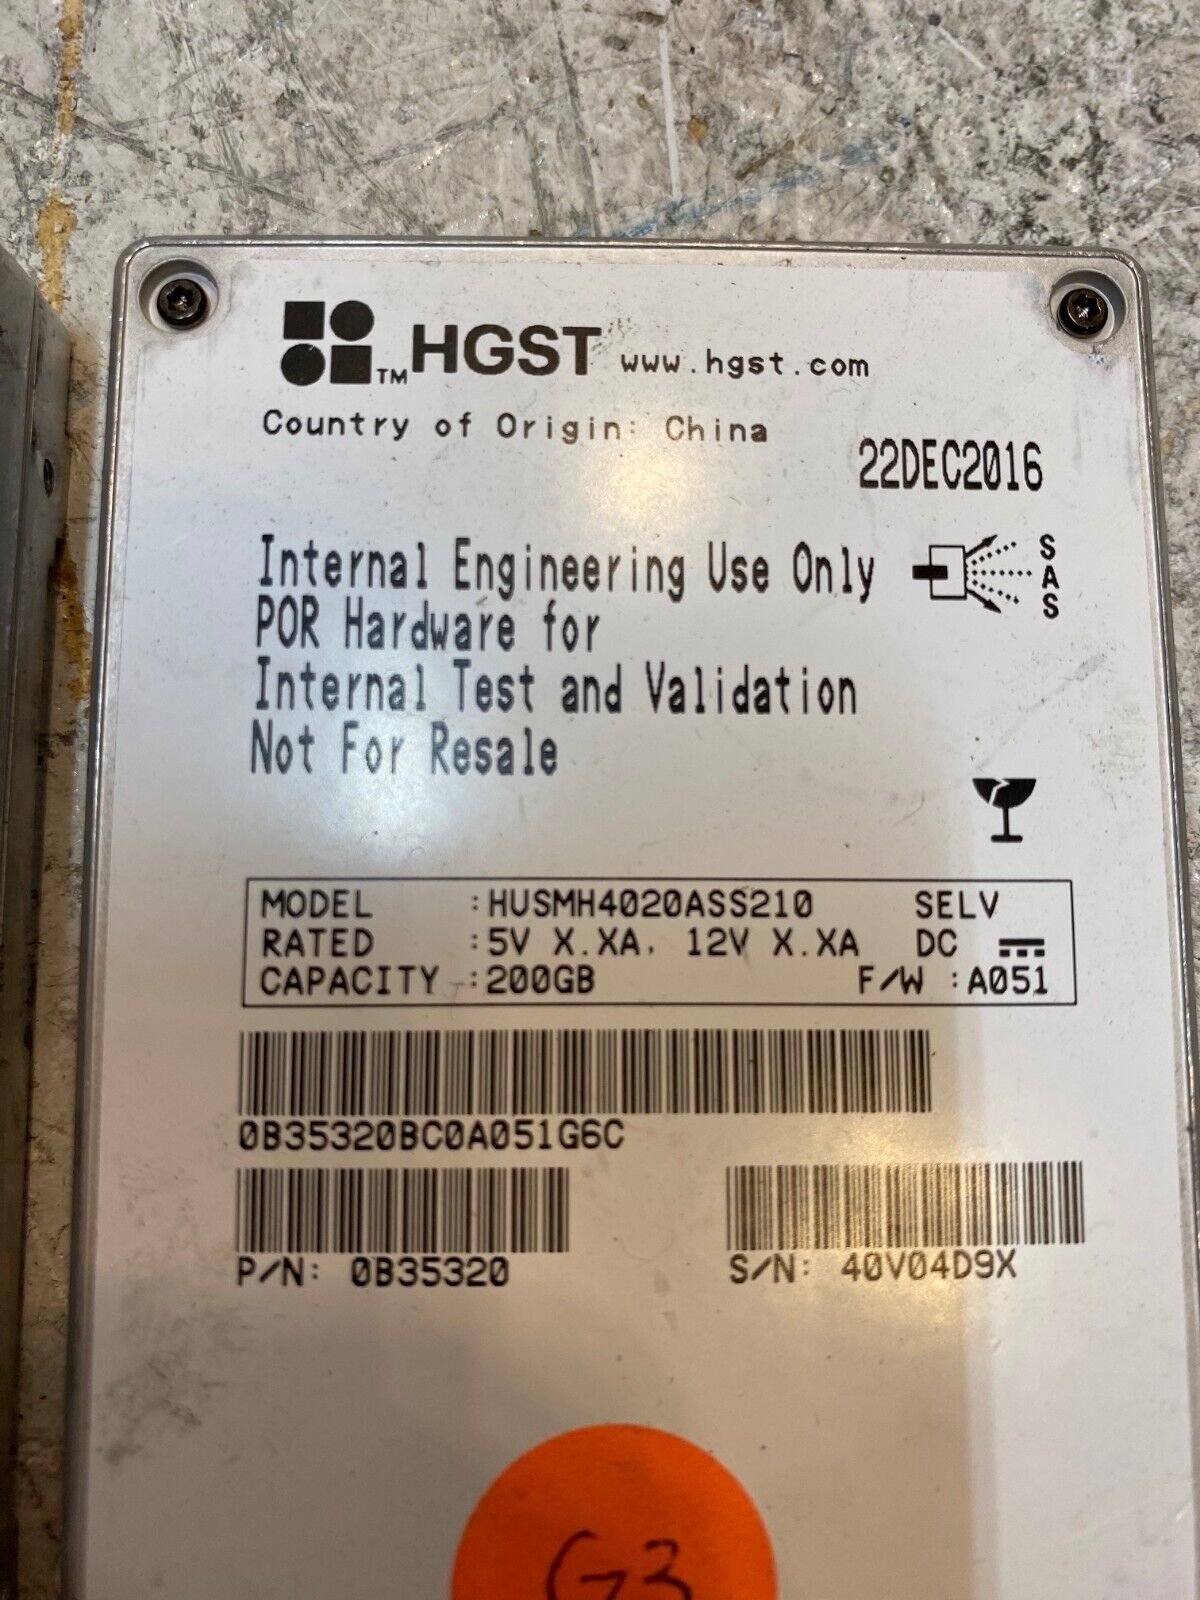 ™ HGST www.hgst.com
Country of Origin: China
22DEC2016
Internal Engineering Use Only
POR Hardware for
Internal Test and Validation
Not For Resale
SAS
MODEL :HUSMH4020ASS210 SELV
RATED :5V X.XA, 12V X.XA DC
CAPACITY :200GB F/W :A051
0B35320BC0A051G6C
P/N: 0B35320 S/N: 40V04D9X
G3